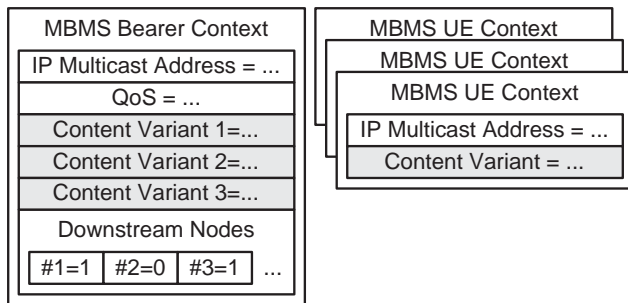 MBMS Bearer Context
IP Multicast Address = ...
QoS = ...
Content Variant 1=...
Content Variant 2=...
Content Variant 3=...
Downstream Nodes
#1=1 #2=0 #3=1 ...
MBMS UE Context
MBMS UE Context
MBMS UE Context
IP Multicast Address = ...
Content Variant = ...